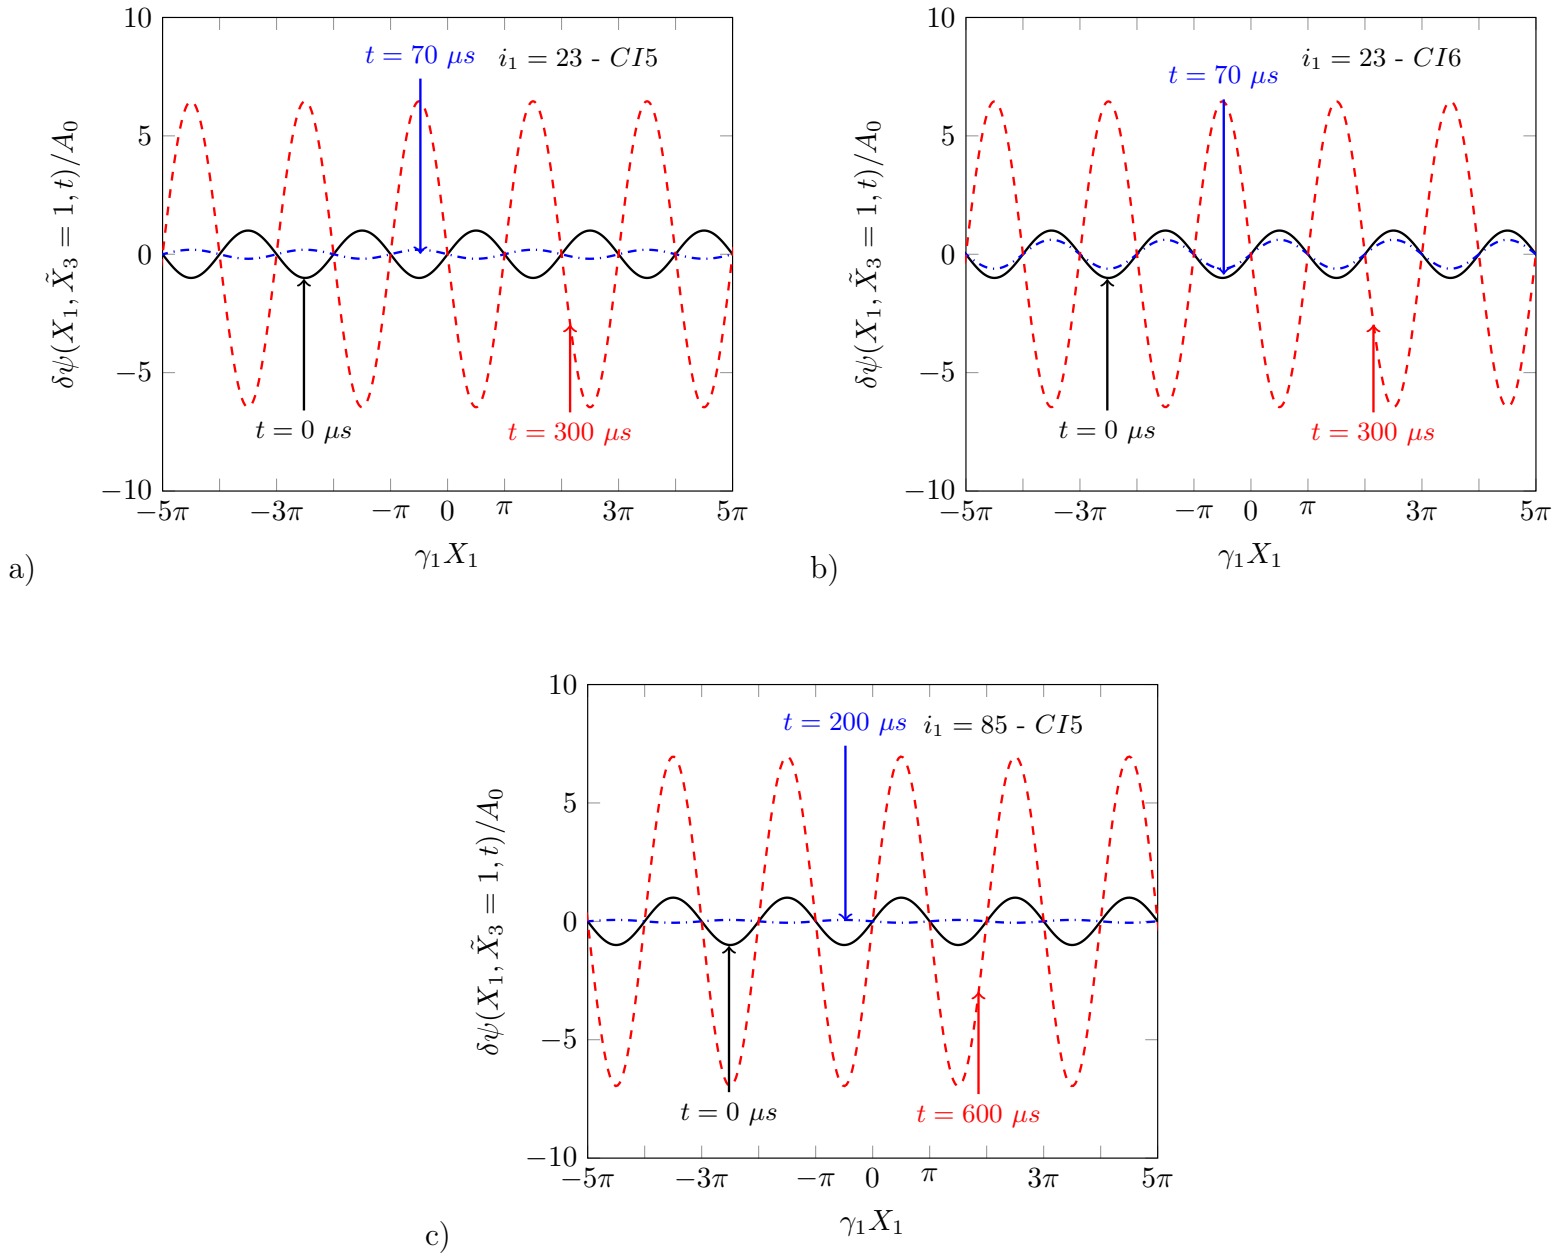 10
5
0
−5
−10
δψ(X₁, X̃₃ = 1, t)/A₀
t = 70 μs
i₁ = 23 - CI5
t = 0 μs
t = 300 μs
−5π −3π −π 0 π 3π 5π
γ₁X₁
a)
10
5
0
−5
−10
δψ(X₁, X̃₃ = 1, t)/A₀
i₁ = 23 - CI6
t = 70 μs
t = 0 μs
t = 300 μs
−5π −3π −π 0 π 3π 5π
γ₁X₁
b)
10
5
0
−5
−10
δψ(X₁, X̃₃ = 1, t)/A₀
t = 200 μs
i₁ = 85 - CI5
t = 0 μs
t = 600 μs
−5π −3π −π 0 π 3π 5π
γ₁X₁
c)